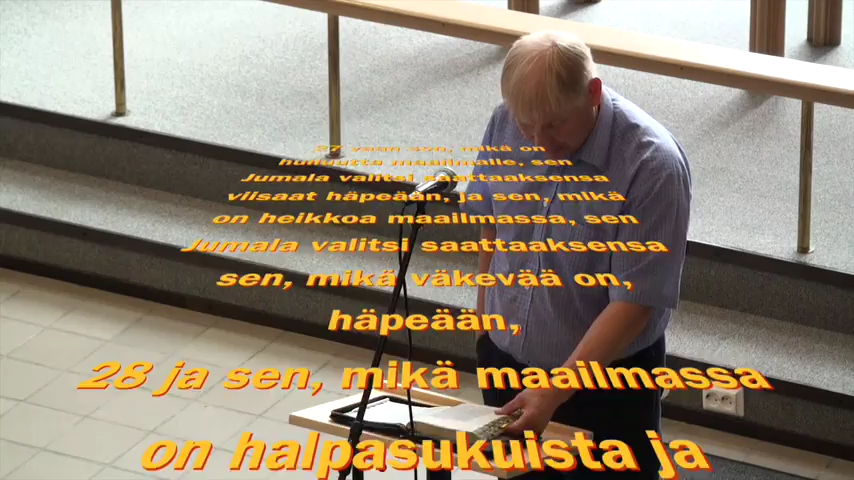 27 vaan sen, mikä on
hulluutta maailmalle, sen
Jumala valitsi saattaaksensa
viisaat häpeään, ja sen, mikä
on heikkoa maailmassa, sen
Jumala valitsi saattaaksensa
sen, mikä väkevää on,
häpeään,
28 ja sen, mikä maailmassa
on halpasukuista ja